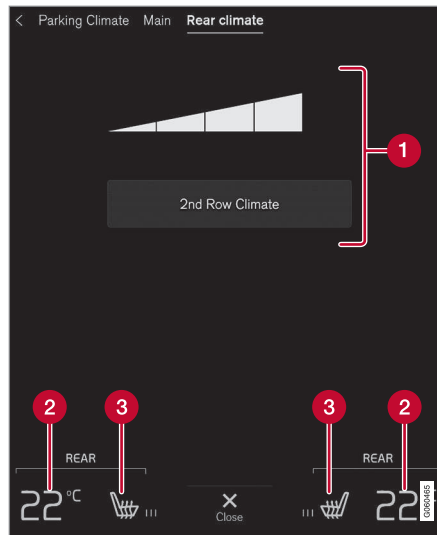 < Parking Climate Main Rear climate
1
2nd Row Climate
2 3 3 2
REAR REAR
22 °C 22 °C
Close
G060465